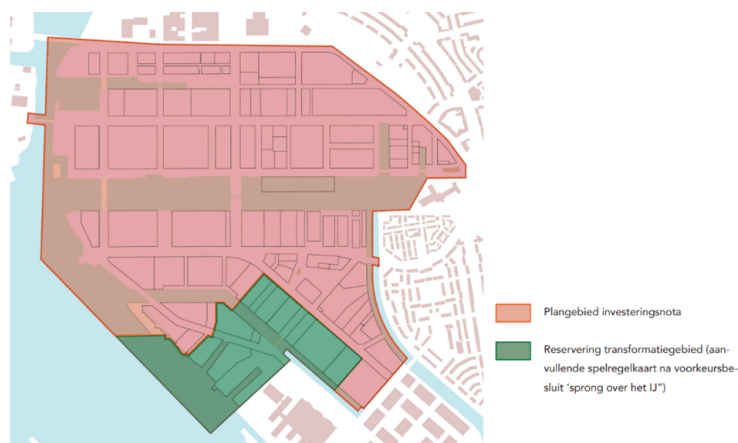 Plangebied investeringsnota
Reservering transformatiegebied (aan-
vullende spelregelkaart na voorkeursbe-
sluit ‘sprong over het IJ”)